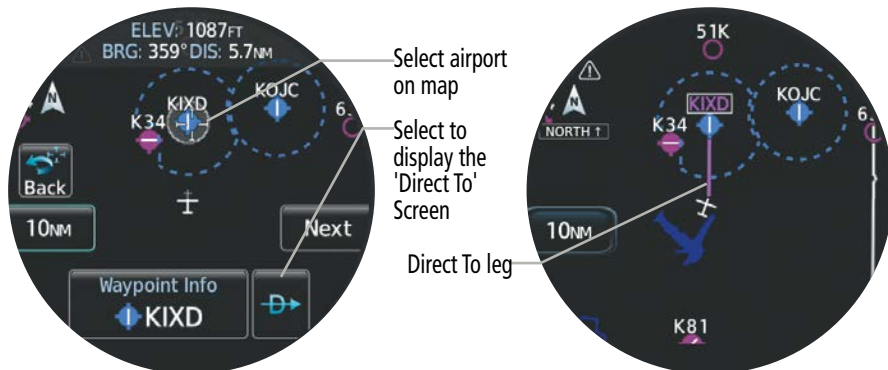 ELEV: 1087FT
BRG: 359° DIS: 5.7NM
N
KIXD
KOJC
K34
6
Back
10NM
Next
Waypoint Info
KIXD
D
Select airport
on map
Select to
display the
'Direct To'
Screen
Direct To leg
51K
N
NORTH ↑
KIXD
KOJC
K34
6
10NM
K81